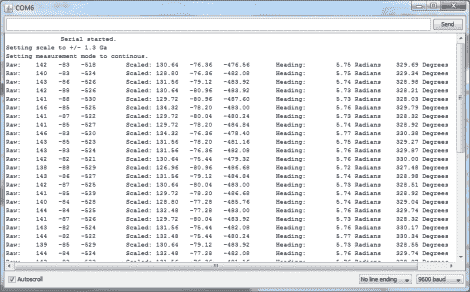 COM6
Send
Serial started.
Setting scale to +/- 1.3 Ga
Setting measurement mode to continous.
Raw: 142 -83 -518 Scaled: 130.64 -76.36 -476.56 Heading: 5.75 Radians 329.69 Degrees
Raw: 140 -83 -524 Scaled: 128.80 -76.36 -482.08 Heading: 5.75 Radians 329.34 Degrees
Raw: 143 -86 -526 Scaled: 131.56 -79.12 -483.92 Heading: 5.74 Radians 328.98 Degrees
Raw: 142 -88 -526 Scaled: 130.64 -80.96 -483.92 Heading: 5.73 Radians 328.21 Degrees
Raw: 141 -88 -530 Scaled: 129.72 -80.96 -487.60 Heading: 5.73 Radians 328.03 Degrees
Raw: 146 -85 -525 Scaled: 134.32 -78.20 -483.00 Heading: 5.76 Radians 329.79 Degrees
Raw: 141 -87 -522 Scaled: 129.72 -80.04 -480.24 Heading: 5.73 Radians 328.32 Degrees
Raw: 141 -85 -527 Scaled: 129.72 -78.20 -484.84 Heading: 5.74 Radians 328.92 Degrees
Raw: 146 -83 -520 Scaled: 134.32 -76.36 -478.40 Heading: 5.77 Radians 330.38 Degrees
Raw: 143 -85 -523 Scaled: 131.56 -78.20 -481.16 Heading: 5.75 Radians 329.27 Degrees
Raw: 143 -83 -524 Scaled: 131.56 -76.36 -482.08 Heading: 5.76 Radians 329.87 Degrees
Raw: 142 -82 -521 Scaled: 130.64 -75.44 -479.32 Heading: 5.76 Radians 330.00 Degrees
Raw: 138 -88 -529 Scaled: 126.96 -80.96 -486.68 Heading: 5.72 Radians 327.48 Degrees
Raw: 143 -86 -527 Scaled: 131.56 -79.12 -484.84 Heading: 5.74 Radians 328.98 Degrees
Raw: 142 -87 -525 Scaled: 130.64 -80.04 -483.00 Heading: 5.73 Radians 328.51 Degrees
Raw: 141 -85 -529 Scaled: 129.72 -78.20 -486.68 Heading: 5.74 Radians 328.92 Degrees
Raw: 140 -84 -528 Scaled: 128.80 -77.28 -485.76 Heading: 5.74 Radians 329.04 Degrees
Raw: 144 -84 -525 Scaled: 132.48 -77.28 -483.00 Heading: 5.76 Radians 329.74 Degrees
Raw: 141 -87 -526 Scaled: 129.72 -80.04 -483.92 Heading: 5.73 Radians 328.32 Degrees
Raw: 143 -82 -524 Scaled: 131.56 -75.44 -482.08 Heading: 5.76 Radians 330.17 Degrees
Raw: 144 -82 -522 Scaled: 132.48 -75.44 -480.24 Heading: 5.77 Radians 330.34 Degrees
Raw: 139 -85 -529 Scaled: Heading: 5.73 Radians 328.55 Degrees
Raw: 144 -84 Scaled: 132.48 -77.28 -482.08 Heading: 5.76 Radians 329.74 Degrees
Autoscroll
No line ending
9600 baud